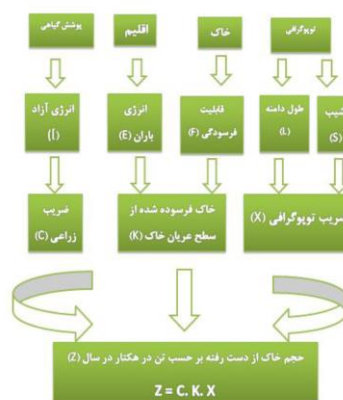 توپوگرافی
خاک
اقلیم
پوشش گیاهی
شیب
(S)
طول دامنه
(L)
قابلیت
فرسودگی (F)
انرژی
باران (E)
انرژی آزاد
([)
ضریب توپوگرافی (X)
خاک فرسوده شده از
سطح عریان خاک (K)
ضریب
زراعی (C)
حجم خاک از دست رفته بر حسب تن در هکتار در سال (Z)
Z = C. K. X